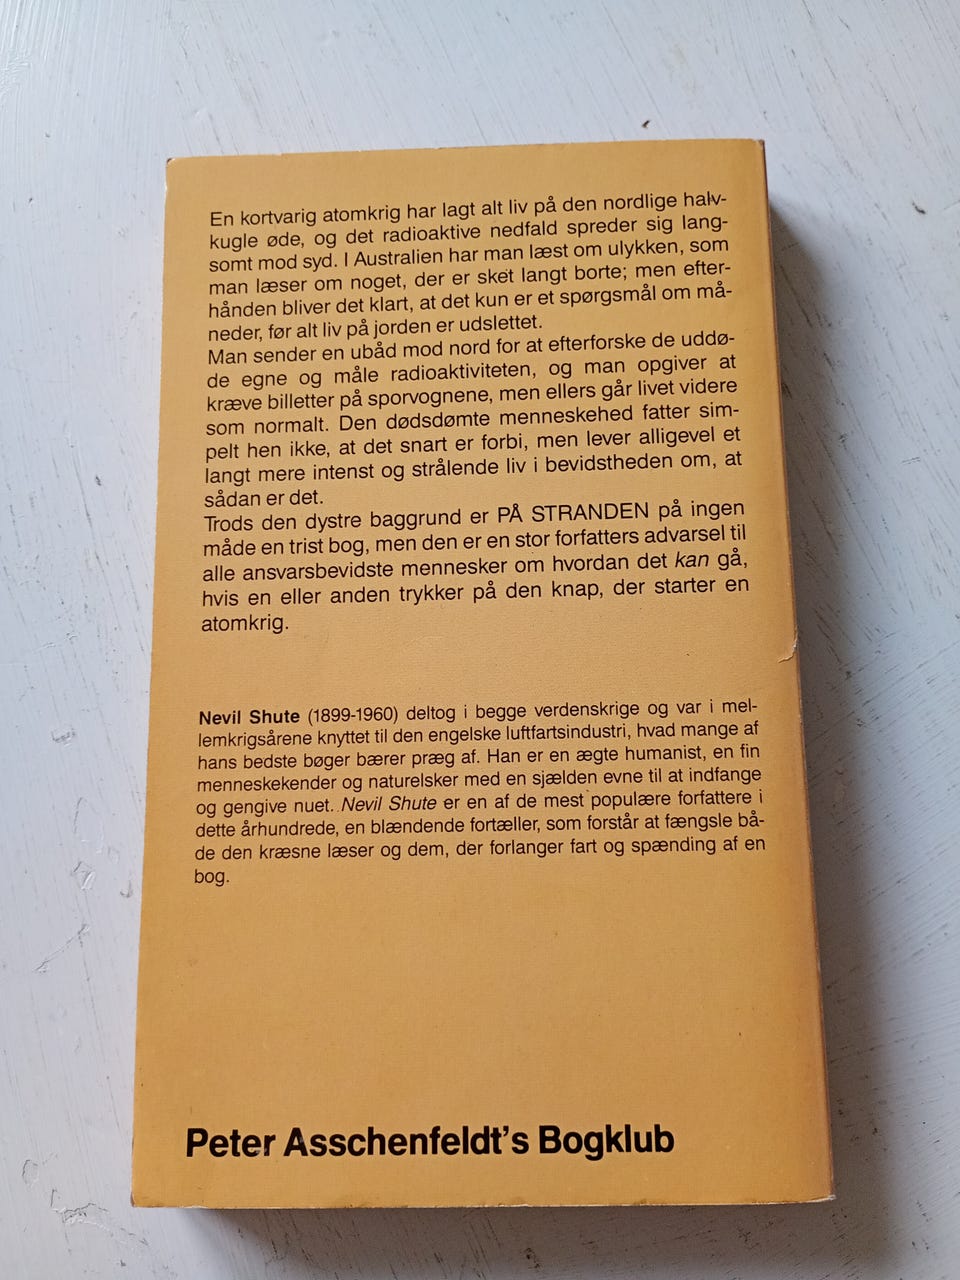 En kortvarig atomkrig har lagt alt liv på den nordlige halv-
kugle øde, og det radioaktive nedfald spreder sig lang-
somt mod syd. I Australien har man læst om ulykken, som
man læser om noget, der er sket langt borte; men efter-
hånden bliver det klart, at det kun er et spørgsmål om må-
neder, før alt liv på jorden er udslettet.
Man sender en ubåd mod nord for at efterforske de uddø-
de egne og måle radioaktiviteten, og man opgiver at
kræve billetter på sporvognene, men ellers går livet videre
som normalt. Den dødsdømte menneskehed fatter sim-
pelt hen ikke, at det snart er forbi, men lever alligevel et
langt mere intenst og strålende liv i bevidstheden om, at
sådan er det.
Trods den dystre baggrund er PÅ STRANDEN på ingen
måde en trist bog, men den er en stor forfatters advarsel til
alle ansvarsbevidste mennesker om hvordan det kan gå,
hvis en eller anden trykker på den knap, der starter en
atomkrig.
Nevil Shute (1899-1960) deltog i begge verdenskrige og var i mel-
lemkrigsårene knyttet til den engelske luftfartsindustri, hvad mange af
hans bedste bøger bærer præg af. Han er en ægte humanist, en fin
menneskekender og naturelsker med en sjælden evne til at indfange
og gengive nuet. Nevil Shute er en af de mest populære forfattere i
dette århundrede, en blændende fortæller, som forstår at fængsle bå-
de den kræsne læser og dem, der forlanger fart og spænding af en
bog.
Peter Asschenfeldt's Bogklub